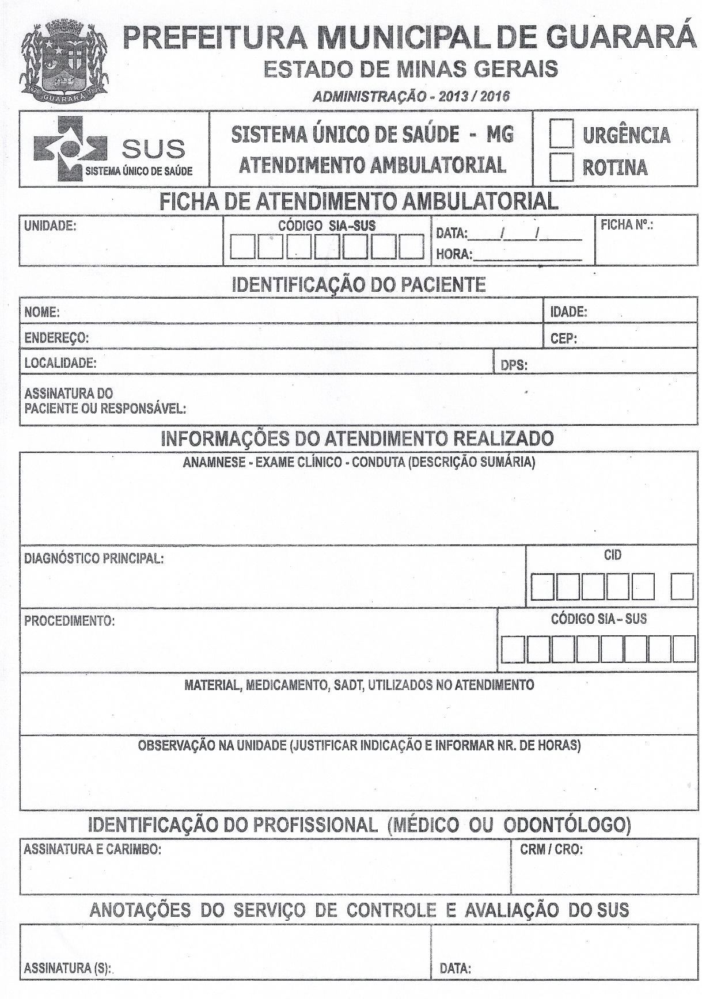 PREFEITURA MUNICIPAL DE GUARARÁ
ESTADO DE MINAS GERAIS
ADMINISTRAÇÃO - 2013 / 2016
GUARARÁ
SUS
SISTEMA ÚNICO DE SAÚDE
SISTEMA ÚNICO DE SAÚDE - MG
ATENDIMENTO AMBULATORIAL
URGÊNCIA
ROTINA
FICHA DE ATENDIMENTO AMBULATORIAL
UNIDADE:
CÓDIGO SIA-SUS
DATA:____/____/______
HORA:______________
FICHA Nº.:
IDENTIFICAÇÃO DO PACIENTE
NOME:
IDADE:
ENDEREÇO:
CEP:
LOCALIDADE:
DPS:
ASSINATURA DO
PACIENTE OU RESPONSÁVEL:
INFORMAÇÕES DO ATENDIMENTO REALIZADO
ANAMNESE - EXAME CLÍNICO - CONDUTA (DESCRIÇÃO SUMÁRIA)
DIAGNÓSTICO PRINCIPAL:
CID
PROCEDIMENTO:
CÓDIGO SIA - SUS
MATERIAL, MEDICAMENTO, SADT, UTILIZADOS NO ATENDIMENTO
OBSERVAÇÃO NA UNIDADE (JUSTIFICAR INDICAÇÃO E INFORMAR NR. DE HORAS)
IDENTIFICAÇÃO DO PROFISSIONAL (MÉDICO OU ODONTÓLOGO)
ASSINATURA E CARIMBO:
CRM / CRO:
ANOTAÇÕES DO SERVIÇO DE CONTROLE E AVALIAÇÃO DO SUS
ASSINATURA (S):
DATA: